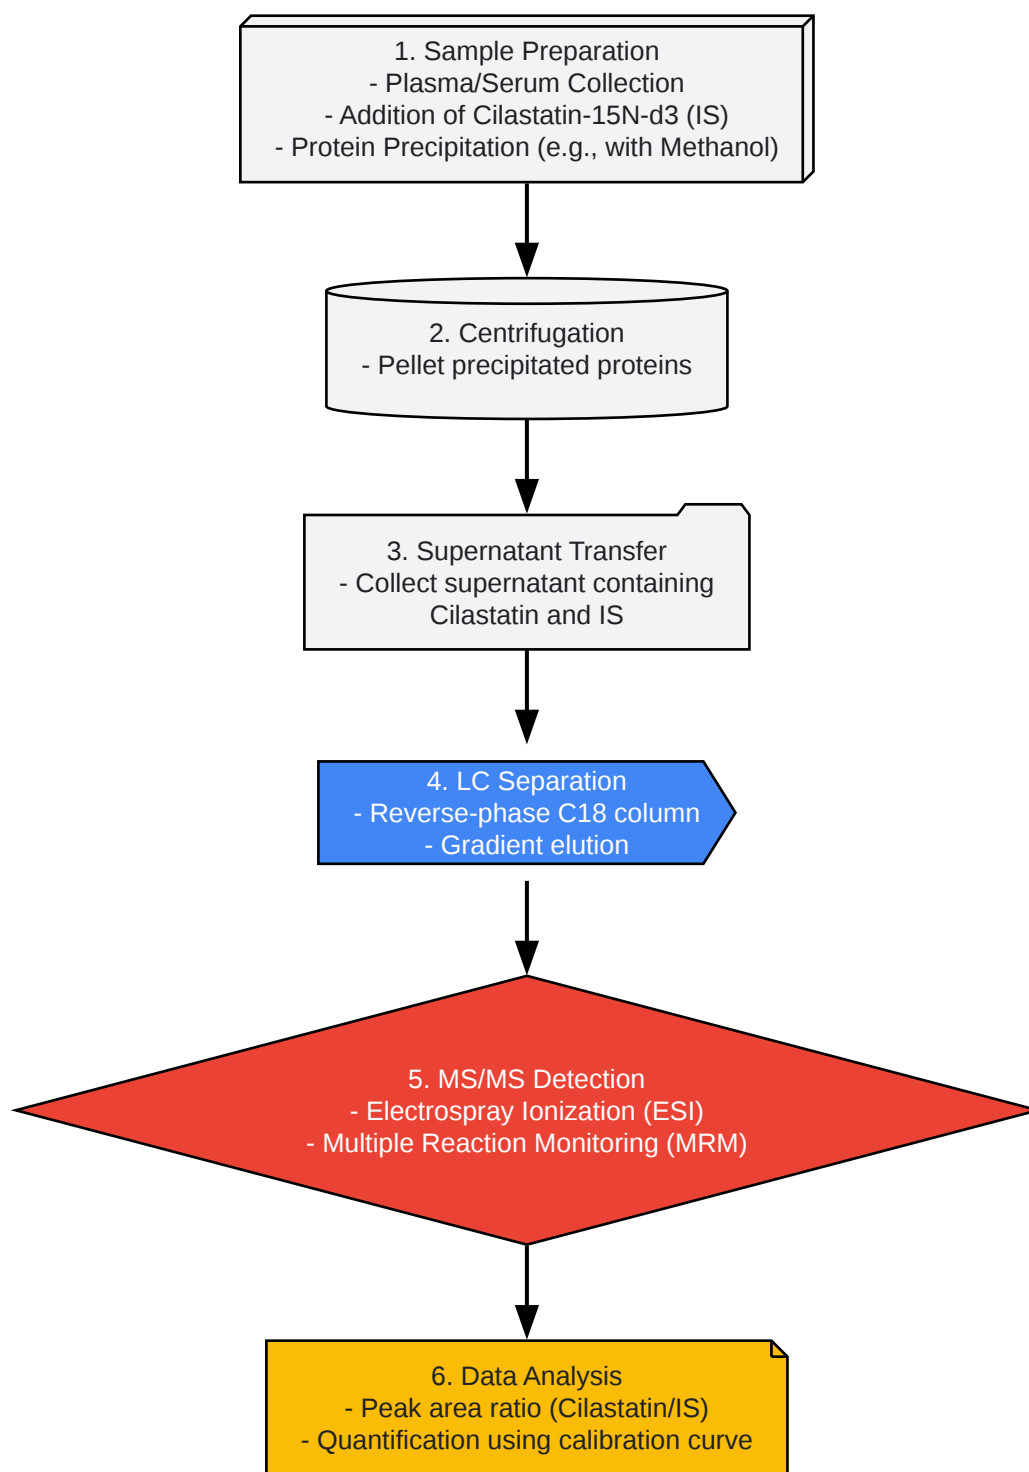 1. Sample Preparation
- Plasma/Serum Collection
- Addition of Cilastatin-15N-d3 (IS)
- Protein Precipitation (e.g., with Methanol)
2. Centrifugation
- Pellet precipitated proteins
3. Supernatant Transfer
- Collect supernatant containing
Cilastatin and IS
4. LC Separation
- Reverse-phase C18 column
- Gradient elution
5. MS/MS Detection
- Electrospray Ionization (ESI)
- Multiple Reaction Monitoring (MRM)
6. Data Analysis
- Peak area ratio (Cilastatin/IS)
- Quantification using calibration curve